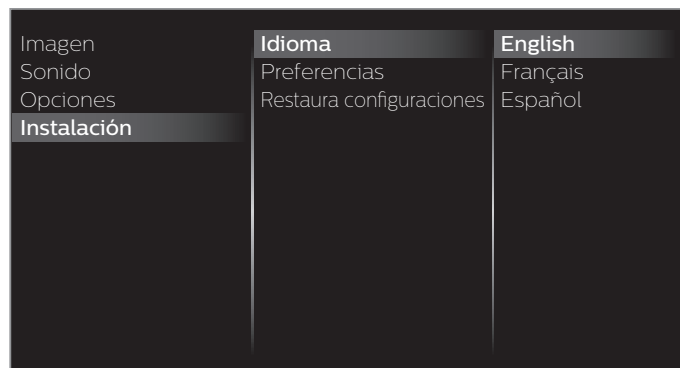 Imagen
Sonido
Opciones
Instalación
Idioma
Preferencias
Restaura configuraciones
English
Français
Español